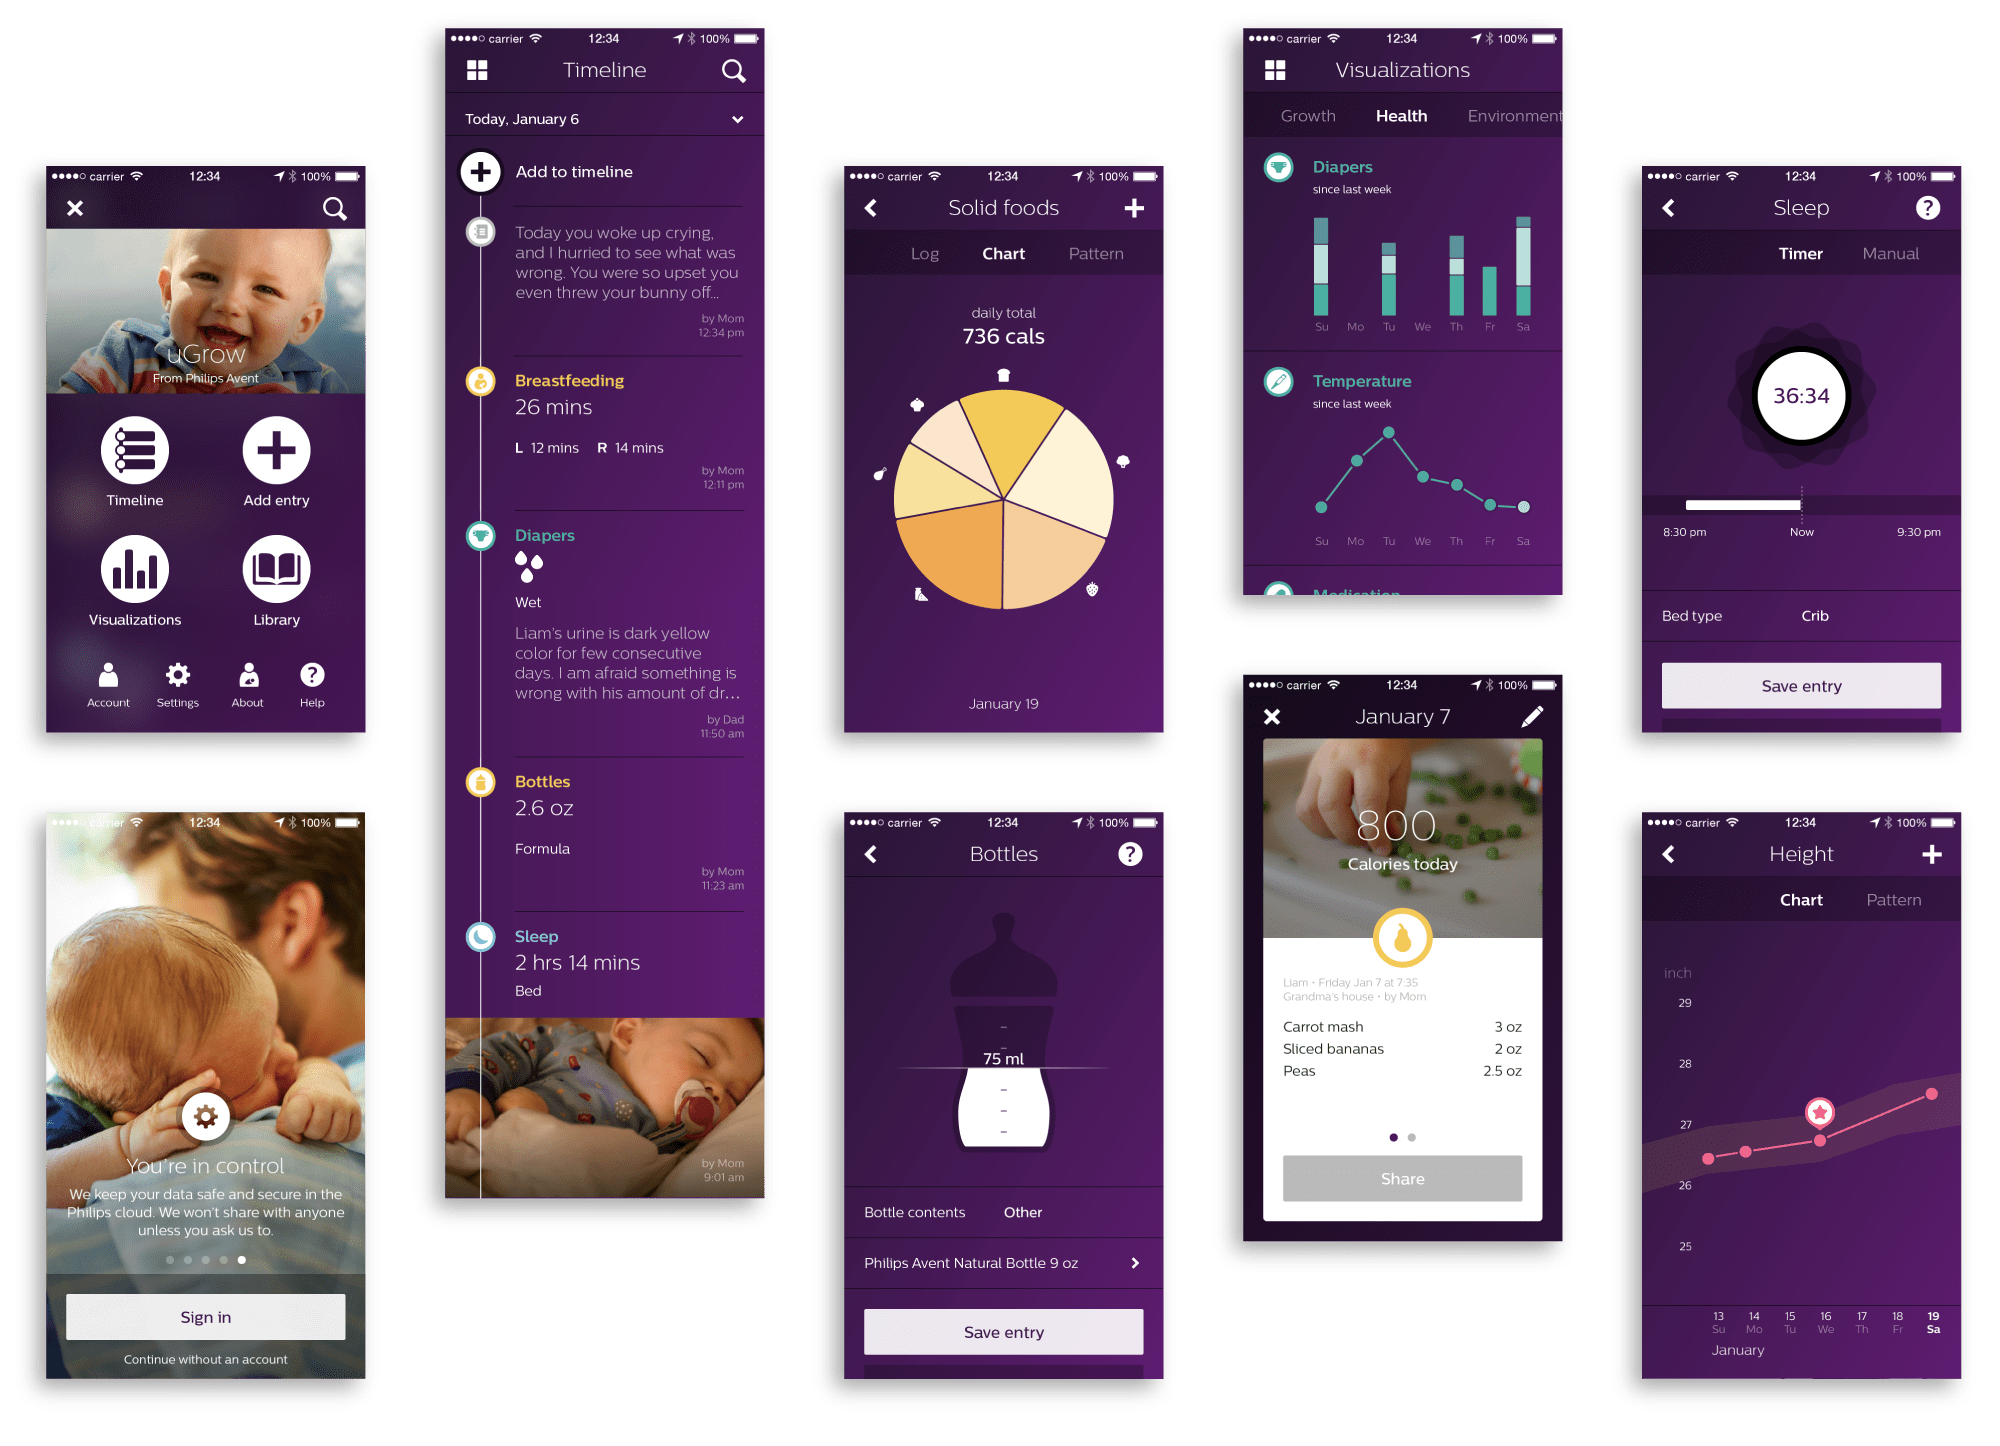 carrier 12:34 100%
uGrow
From Philips Avent
Timeline
Add entry
Visualizations
Library
Account
Settings
About
Help
carrier 12:34 100%
You're in control
We keep your data safe and secure in the
Philips cloud. We won't share with anyone
unless you ask us to.
Sign in
Continue without an account
carrier 12:34 100%
Timeline
Today, January 6
Add to timeline
Today you woke up crying,
and I hurried to see what was
wrong. You were so upset you
even threw your bunny off...
by Mom
12:34 pm
Breastfeeding
26 mins
L 12 mins R 14 mins
by Mom
12:11 pm
Diapers
Wet
Liam's urine is dark yellow
color for few consecutive
days. I am afraid something is
wrong with his amount of dr...
by Dad
11:50 am
Bottles
2.6 oz
Formula
by Mom
11:23 am
Sleep
2 hrs 14 mins
Bed
by Mom
9:01 am
carrier 12:34 100%
Solid foods
Log Chart Pattern
daily total
736 cals
January 19
carrier 12:34 100%
Bottles
75 ml
Bottle contents Other
Philips Avent Natural Bottle 9 oz
Save entry
carrier 12:34 100%
Visualizations
Growth Health Environment
Diapers
since last week
Su Mo Tu We Th Fr Sa
Temperature
since last week
Su Mo Tu We Th Fr Sa
Medication
carrier 12:34 100%
January 7
800
Calories today
Liam • Friday Jan 7 at 7:35
Grandma's house • by Mom
Carrot mash 3 oz
Sliced bananas 2 oz
Peas 2.5 oz
Share
carrier 12:34 100%
Sleep
Timer Manual
36:34
8:30 pm Now 9:30 pm
Bed type Crib
Save entry
carrier 12:34 100%
Height
Chart Pattern
inch
29
28
27
26
25
13 14 15 16 17 18 19
Su Mo Tu We Th Fr Sa
January